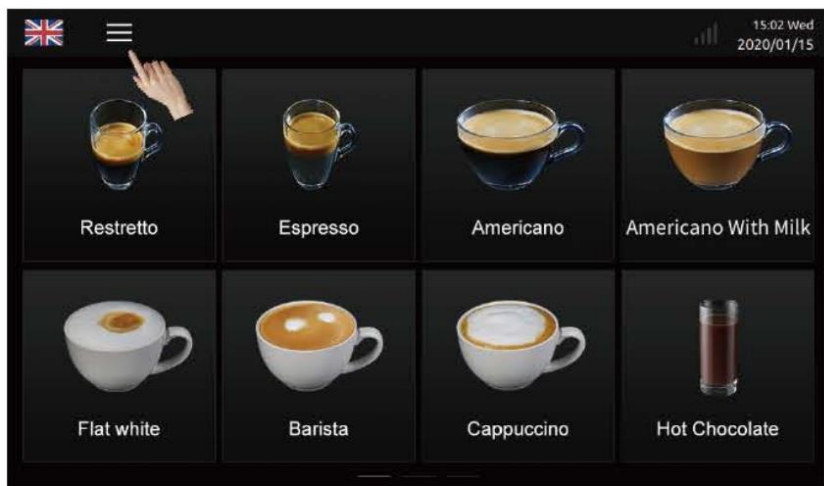 15:02 Wed
2020/01/15
Restretto
Espresso
Americano
Americano With Milk
Flat white
Barista
Cappuccino
Hot Chocolate